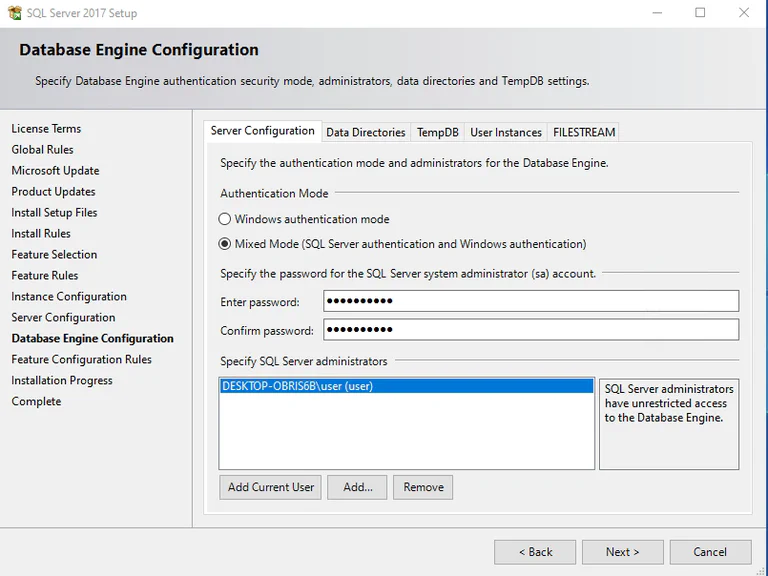 SQL Server 2017 Setup
Database Engine Configuration
Specify Database Engine authentication security mode, administrators, data directories and TempDB settings.
License Terms
Global Rules
Microsoft Update
Product Updates
Install Setup Files
Install Rules
Feature Selection
Feature Rules
Instance Configuration
Server Configuration
Database Engine Configuration
Feature Configuration Rules
Installation Progress
Complete
Server Configuration Data Directories TempDB User Instances FILESTREAM
Specify the authentication mode and administrators for the Database Engine.
Authentication Mode
Windows authentication mode
Mixed Mode (SQL Server authentication and Windows authentication)
Specify the password for the SQL Server system administrator (sa) account.
Enter password: ●●●●●●●●●●
Confirm password: ●●●●●●●●●●
Specify SQL Server administrators
DESKTOP-OBRIS6B\user (user)
SQL Server administrators
have unrestricted access
to the Database Engine.
Add Current User Add... Remove
< Back Next > Cancel